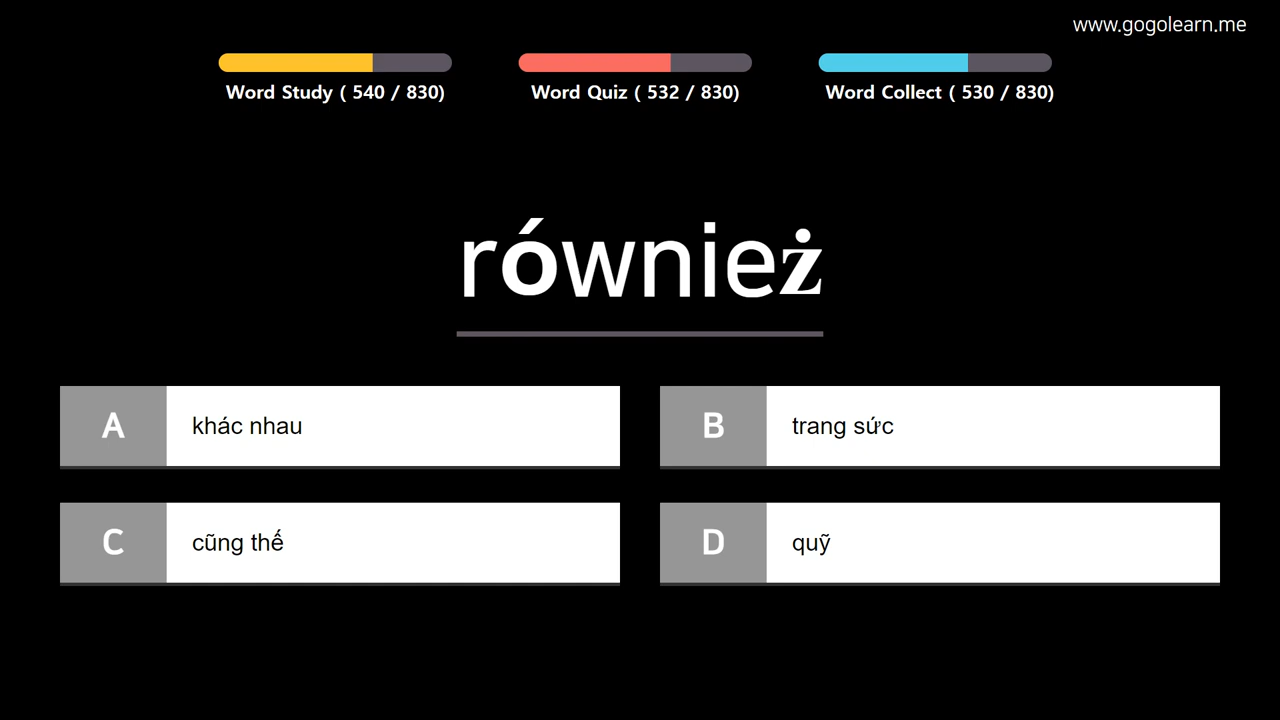 www.gogolearn.me
Word Study ( 540 / 830)
Word Quiz ( 532 / 830)
Word Collect ( 530 / 830)
również
A khác nhau
B trang sức
C cũng thế
D quỹ